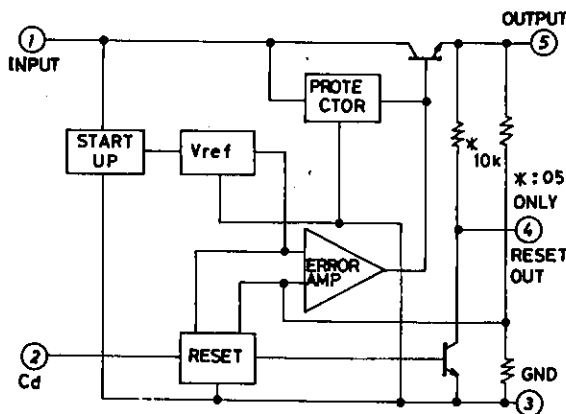 OUTPUT
1
5
INPUT
PROTE
CTOR
START
UP
Vref
*
10k
*:05
ONLY
4
RESET
OUT
ERROR
AMP
2
Cd
RESET
GND
3